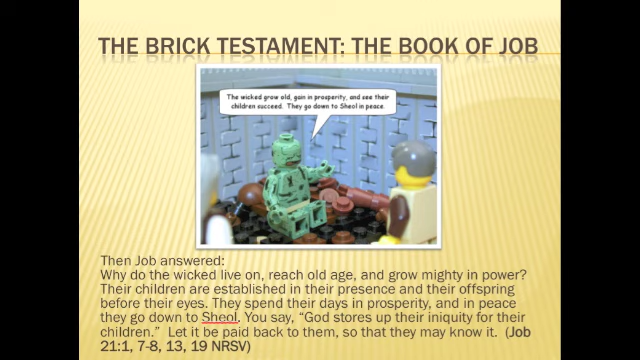 THE BRICK TESTAMENT: THE BOOK OF JOB
The wicked grow old, gain in prosperity, and see their
children succeed. They go down to Sheol in peace.
Then Job answered:
Why do the wicked live on, reach old age, and grow mighty in power?
Their children are established in their presence and their offspring
before their eyes. They spend their days in prosperity, and in peace
they go down to Sheol. You say, “God stores up their iniquity for their
children.”  Let it be paid back to them, so that they may know it.  (Job
21:1, 7-8, 13, 19 NRSV)